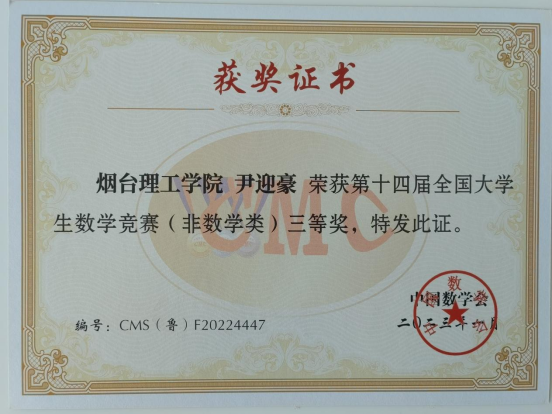 获奖证书
烟台理工学院 尹迎豪 荣获第十四届全国大学
生数学竞赛（非数学类）三等奖，特发此证。
CMC
中国数学会
编号：CMS（鲁）F20224447
二〇二三年一月